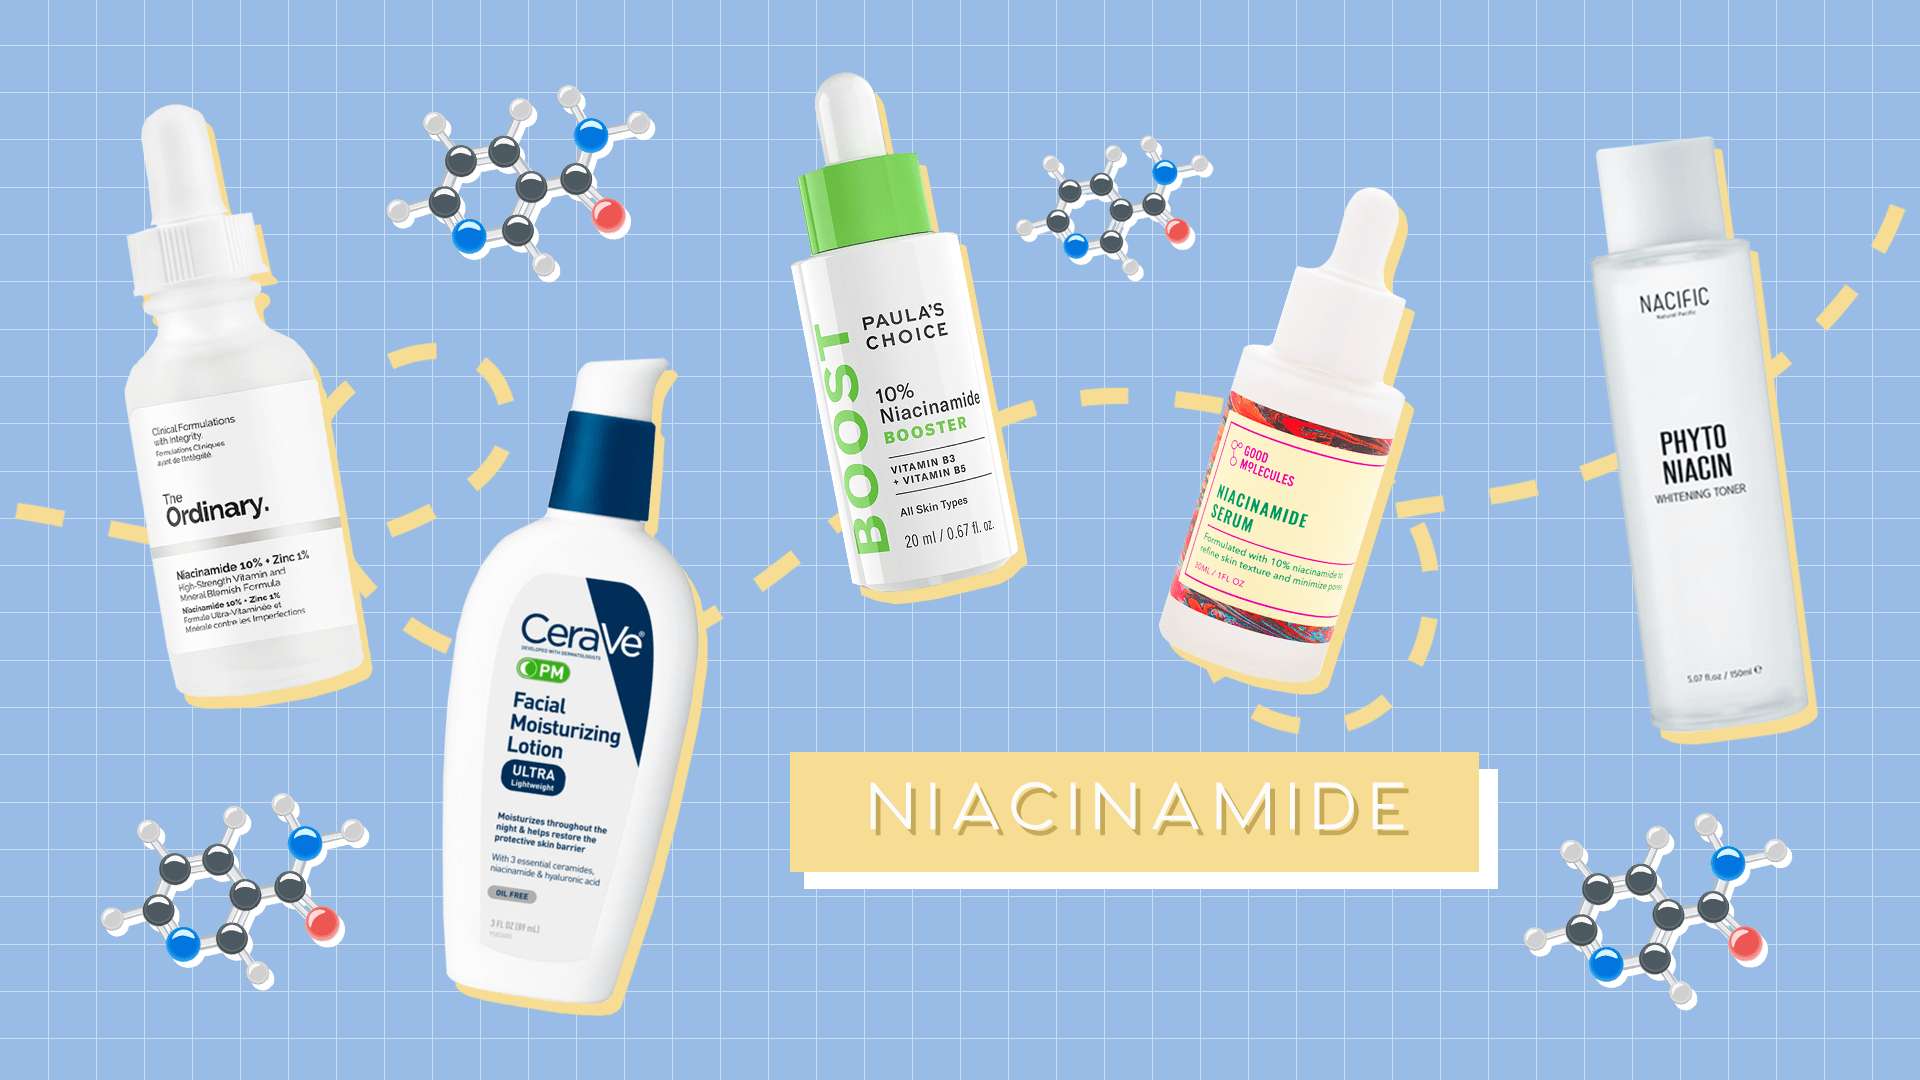 Clinical Formulations
with Integrity.
Formulations Cliniques
ayant de l'Intégrité.
The
Ordinary.
Niacinamide 10% + Zinc 1%
High-Strength Vitamin and
Mineral Blemish Formula
Niacinamide 10% + Zinc 1%
Formule Ultra-Vitaminée et
Minérale contre les Imperfections
CeraVe®
DEVELOPED WITH DERMATOLOGISTS
PM
Facial
Moisturizing
Lotion
ULTRA
Lightweight
Moisturizes throughout the
night & helps restore the
protective skin barrier
With 3 essential ceramides,
niacinamide & hyaluronic acid
OIL FREE
3 FL OZ (89 mL)
BOOST
PAULA'S
CHOICE
10%
Niacinamide
BOOSTER
VITAMIN B3
+ VITAMIN B5
All Skin Types
20 ml / 0.67 fl. oz.
GOOD
MOLECULES
NIACINAMIDE
SERUM
Formulated with 10% niacinamide to
refine skin texture and minimize pores
30ML / 1FL OZ
NACIFIC
Natural Pacific
PHYTO
NIACIN
WHITENING TONER
5.07 fl.oz / 150ml ℮
NIACINAMIDE